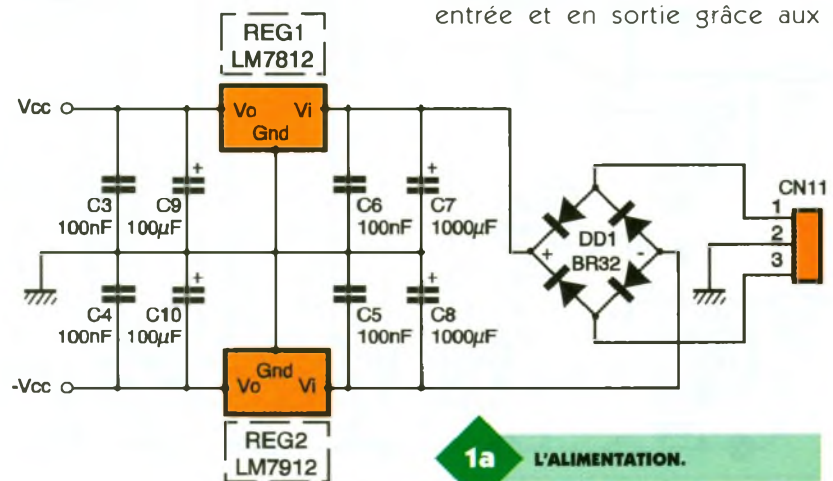 entrée et en sortie grâce aux
REG1
LM7812
Vcc
Vo Vi
Gnd
C3
100nF
C9
100µF
+
C6
100nF
C7
1000µF
+
CN11
1
2
3
DD1
BR32
+
-
C4
100nF
C10
100µF
+
C5
100nF
C8
1000µF
+
-Vcc
Gnd
Vo Vi
REG2
LM7912
1a L'ALIMENTATION.